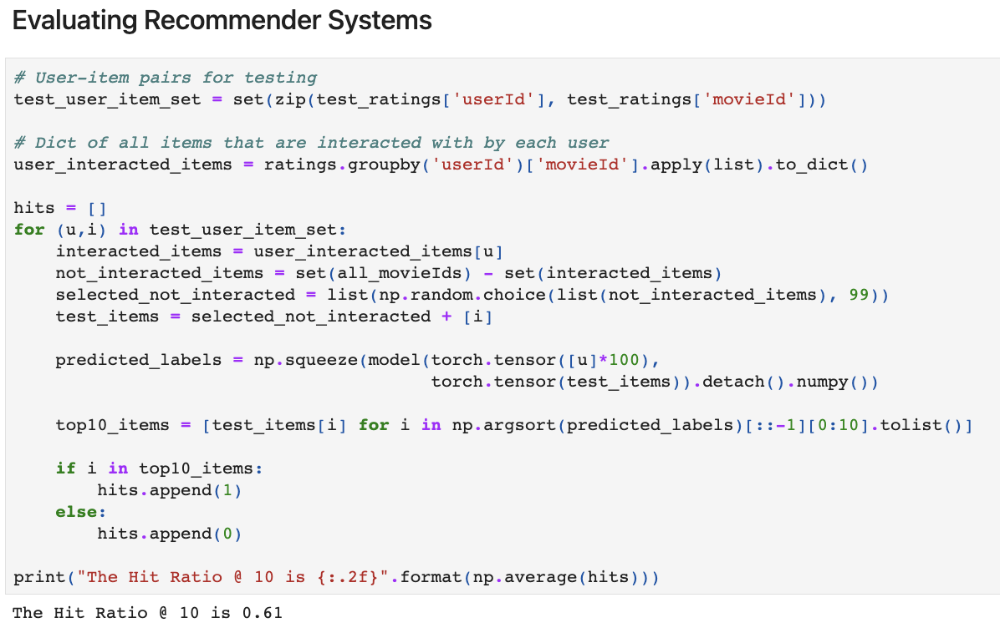 Evaluating Recommender Systems
# User-item pairs for testing
test_user_item_set = set(zip(test_ratings['userId'], test_ratings['movieId']))
# Dict of all items that are interacted with by each user
user_interacted_items = ratings.groupby('userId')['movieId'].apply(list).to_dict()
hits = []
for (u,i) in test_user_item_set:
    interacted_items = user_interacted_items[u]
    not_interacted_items = set(all_movieIds) - set(interacted_items)
    selected_not_interacted = list(np.random.choice(list(not_interacted_items), 99))
    test_items = selected_not_interacted + [i]
    predicted_labels = np.squeeze(model(torch.tensor([u]*100),
                                        torch.tensor(test_items)).detach().numpy())
    top10_items = [test_items[i] for i in np.argsort(predicted_labels)[::-1][0:10].tolist()]
    if i in top10_items:
        hits.append(1)
    else:
        hits.append(0)
print("The Hit Ratio @ 10 is {:.2f}".format(np.average(hits)))
The Hit Ratio @ 10 is 0.61